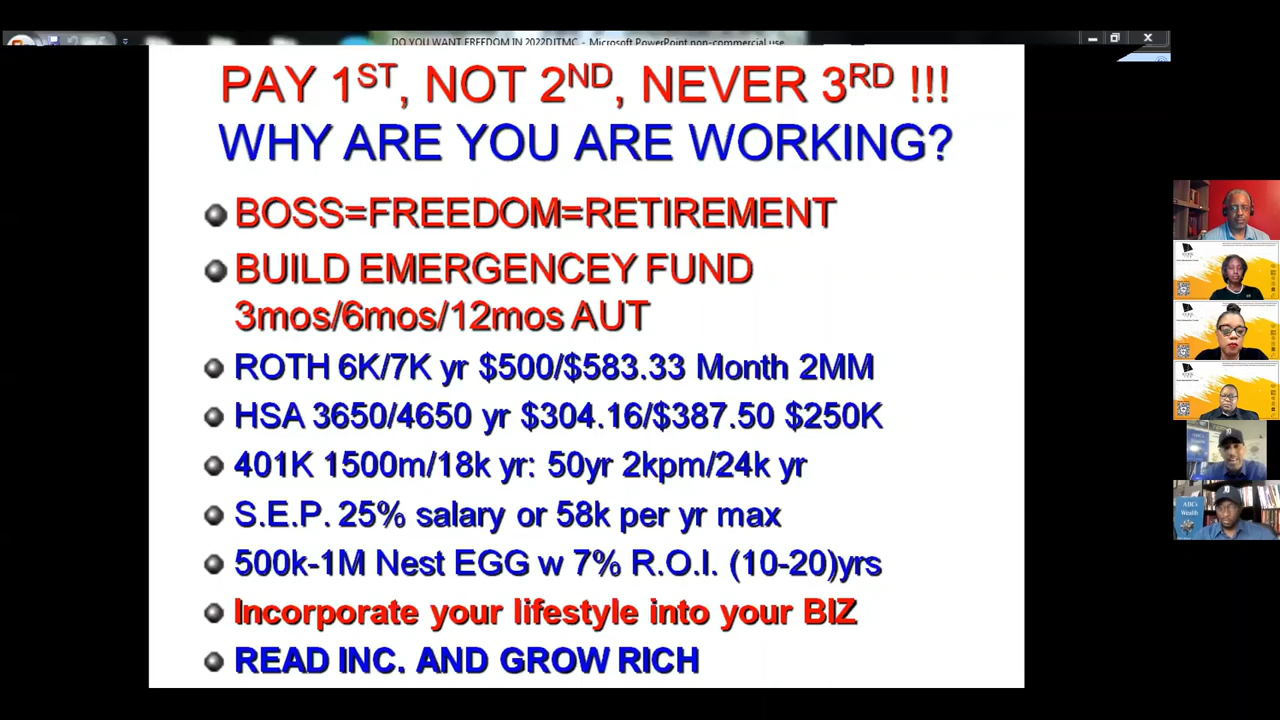 DO YOU WANT FREEDOM IN 2022DJTMC - Microsoft PowerPoint non-commercial use
PAY 1ST, NOT 2ND, NEVER 3RD !!!
WHY ARE YOU ARE WORKING?
BOSS=FREEDOM=RETIREMENT
BUILD EMERGENCEY FUND
3mos/6mos/12mos AUT
ROTH 6K/7K yr $500/$583.33 Month 2MM
HSA 3650/4650 yr $304.16/$387.50 $250K
401K 1500m/18k yr: 50yr 2kpm/24k yr
S.E.P. 25% salary or 58k per yr max
500k-1M Nest EGG w 7% R.O.I. (10-20)yrs
Incorporate your lifestyle into your BIZ
READ INC. AND GROW RICH
ABC's
Wealth